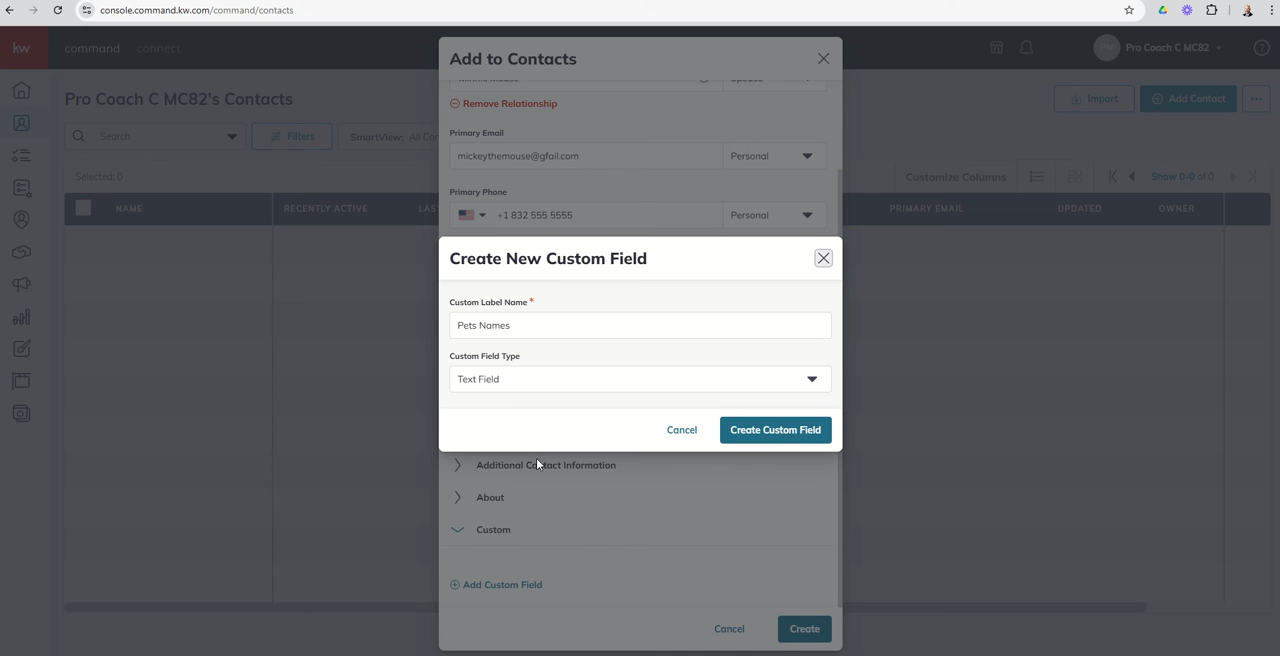 console.command.kw.com/command/contacts
kw
command
connect
PM
Pro Coach C MC82
Add to Contacts
Pro Coach C MC82's Contacts
Import
Add Contact
Search
Filters
SmartView: All Con
Selected: 0
Customize Columns
Show 0-0 of 0
NAME
RECENTLY ACTIVE
LAS
PRIMARY EMAIL
UPDATED
OWNER
Remove Relationship
Primary Email
mickeythemouse@gfail.com
Personal
Primary Phone
+1 832 555 5555
Personal
Create New Custom Field
Custom Label Name *
Pets Names
Custom Field Type
Text Field
Cancel
Create Custom Field
Additional Contact Information
About
Custom
Add Custom Field
Cancel
Create